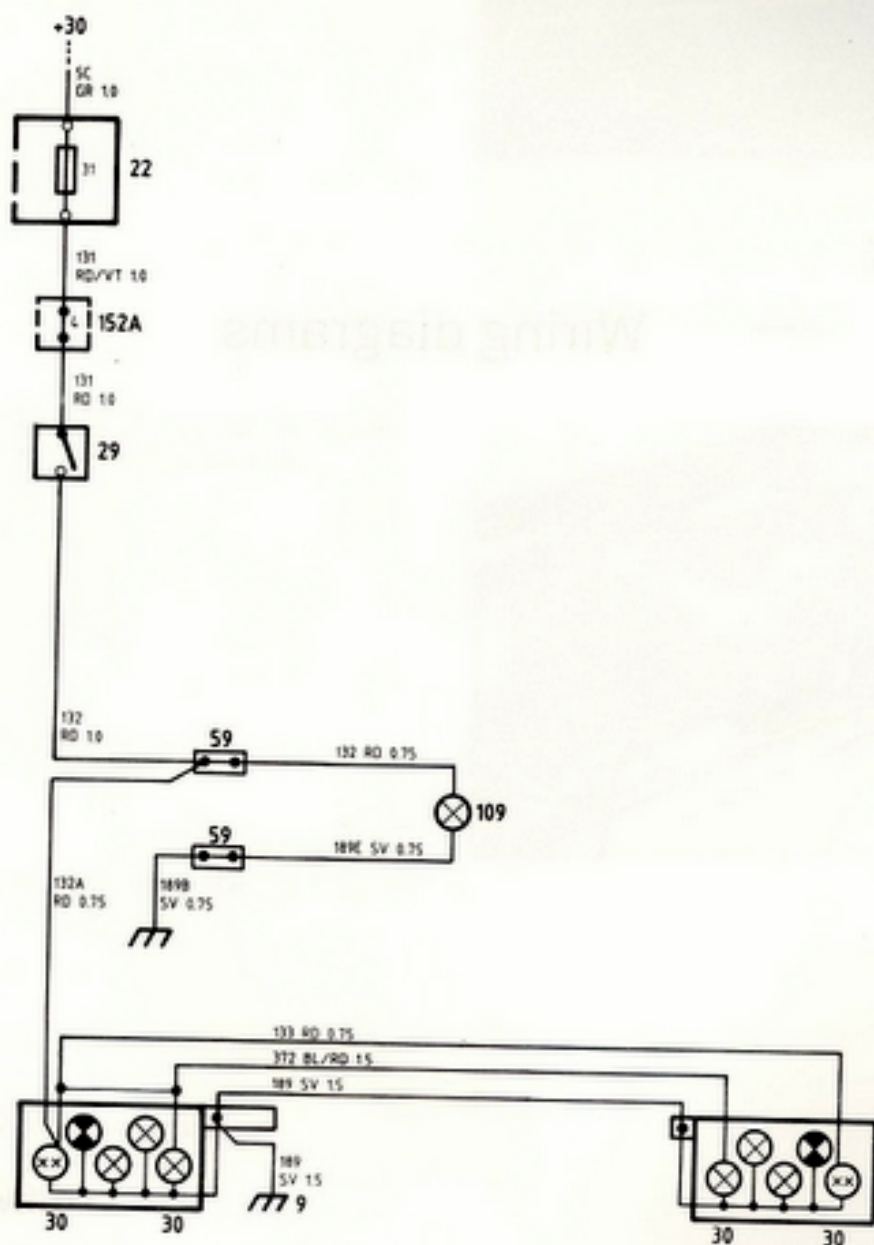 +30
5C
GR 1.0
31
22
131
RD/VT 1.0
4
152A
131
RD 1.0
29
132
RD 1.0
59
132 RD 0.75
109
59
189E SV 0.75
132A
RD 0.75
189B
SV 0.75
133 RD 0.75
372 BL/RD 1.5
189 SV 1.5
xx
189
SV 1.5
9
xx
30
30
30
30
Wiring diagrams